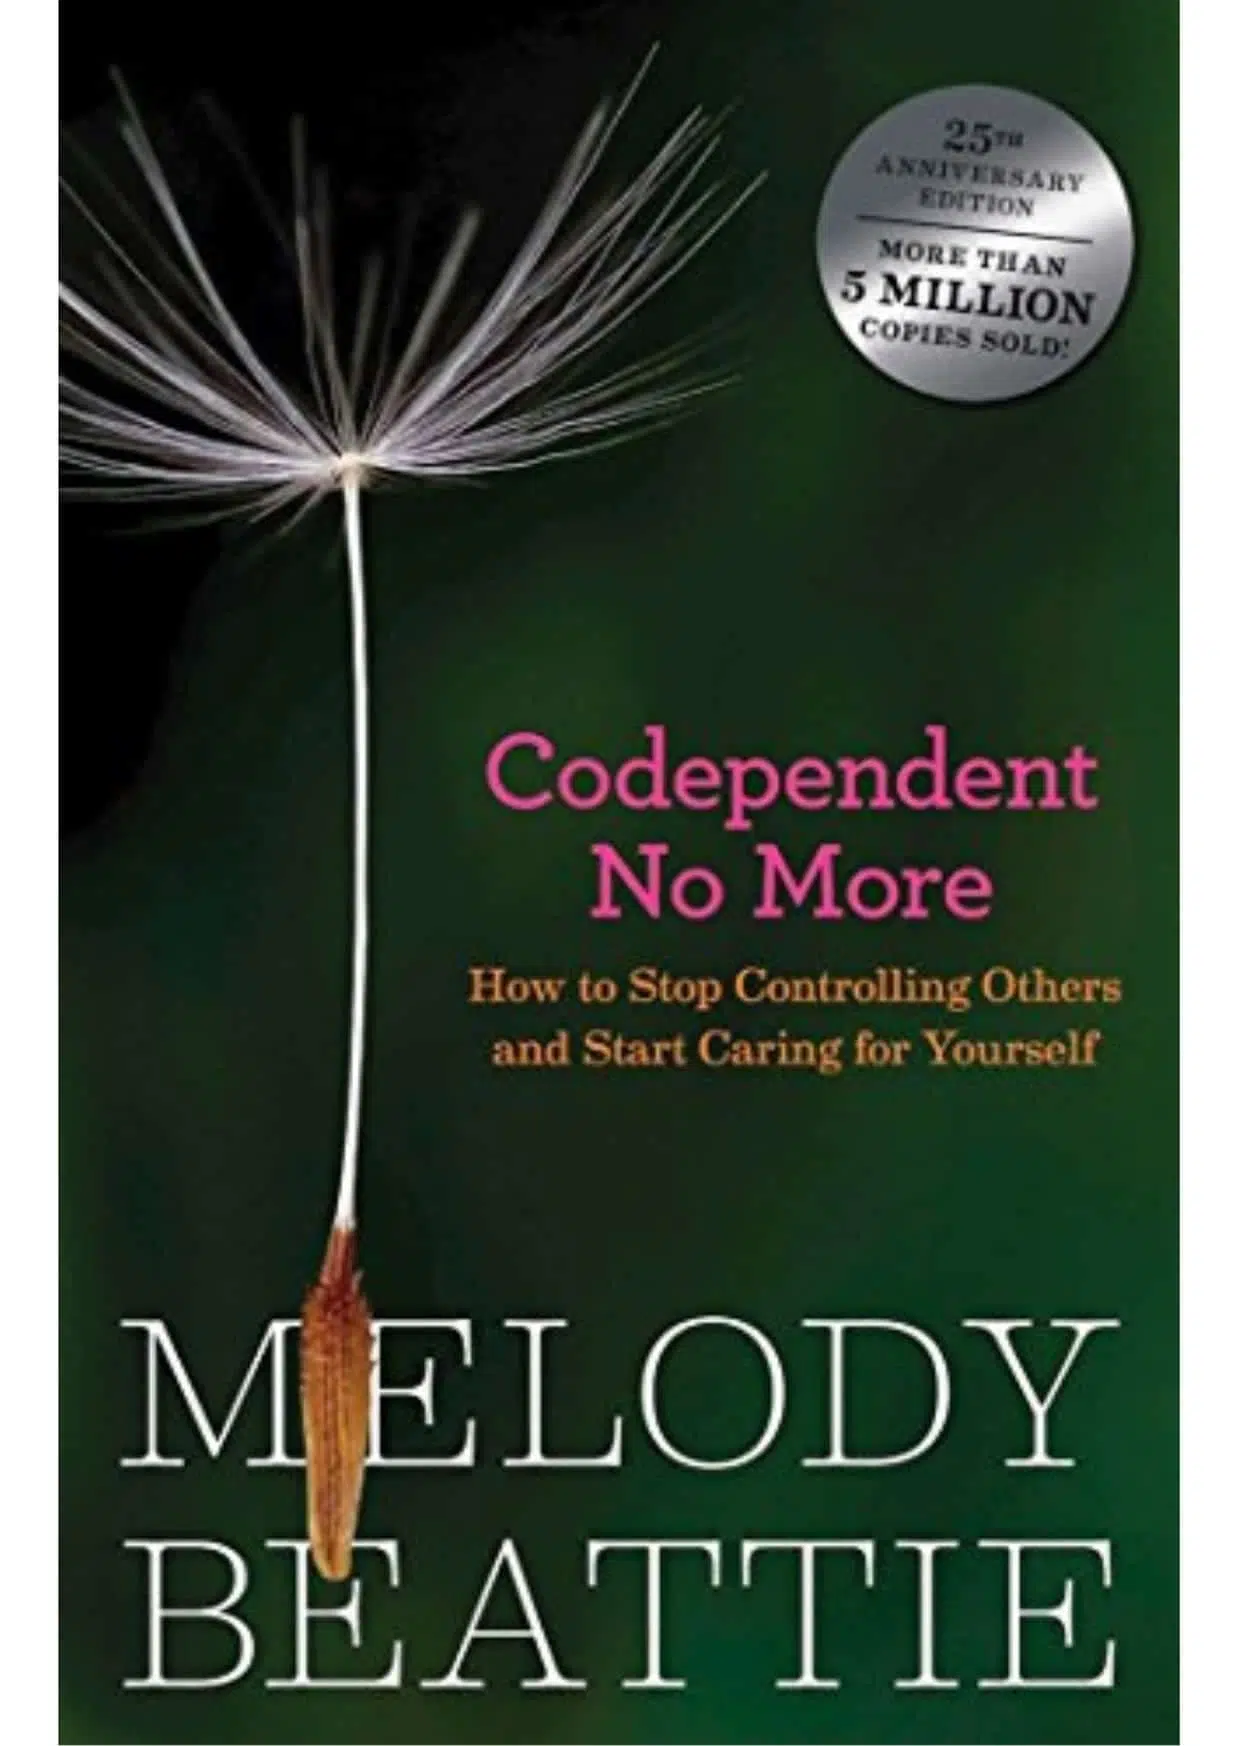 25TH
ANNIVERSARY
EDITION
MORE THAN
5 MILLION
COPIES SOLD!
Codependent
No More
How to Stop Controlling Others
and Start Caring for Yourself
MELODY
BEATTIE